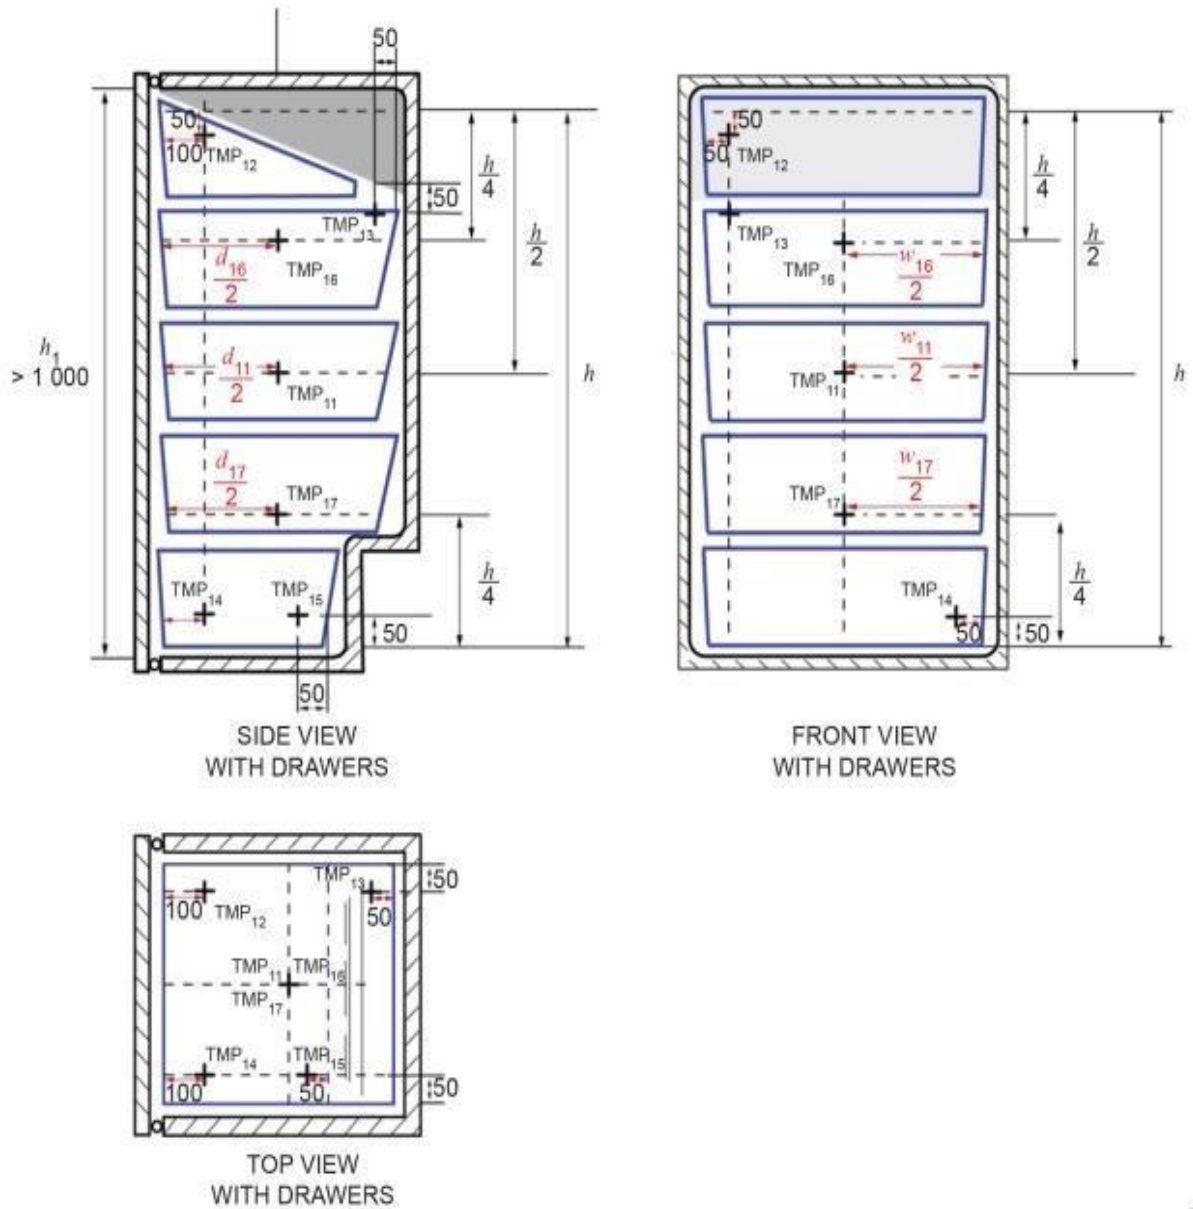 50
50
100
TMP12
50
TMP13
d16
2
TMP16
h
4
h
2
h
h1
> 1 000
d11
2
TMP11
d17
2
TMP17
TMP14
TMP15
50
h
4
50
SIDE VIEW
WITH DRAWERS
50
50
TMP12
TMP13
TMP16
w16
2
h
4
h
2
h
w11
2
TMP11
w17
2
TMP17
TMP14
50
50
h
4
FRONT VIEW
WITH DRAWERS
TMP13
50
100
TMP12
50
TMP11
TMP16
TMP17
TMP14
TMP15
100
50
50
TOP VIEW
WITH DRAWERS